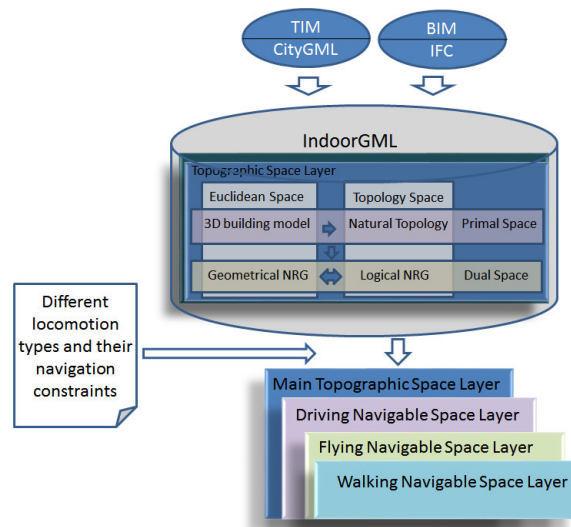 TIM
CityGML
BIM
IFC
IndoorGML
Topographic Space Layer
Euclidean Space
Topology Space
3D building model
Natural Topology
Primal Space
Geometrical NRG
Logical NRG
Dual Space
Different
locomotion
types and their
navigation
constraints
Main Topographic Space Layer
Driving Navigable Space Layer
Flying Navigable Space Layer
Walking Navigable Space Layer